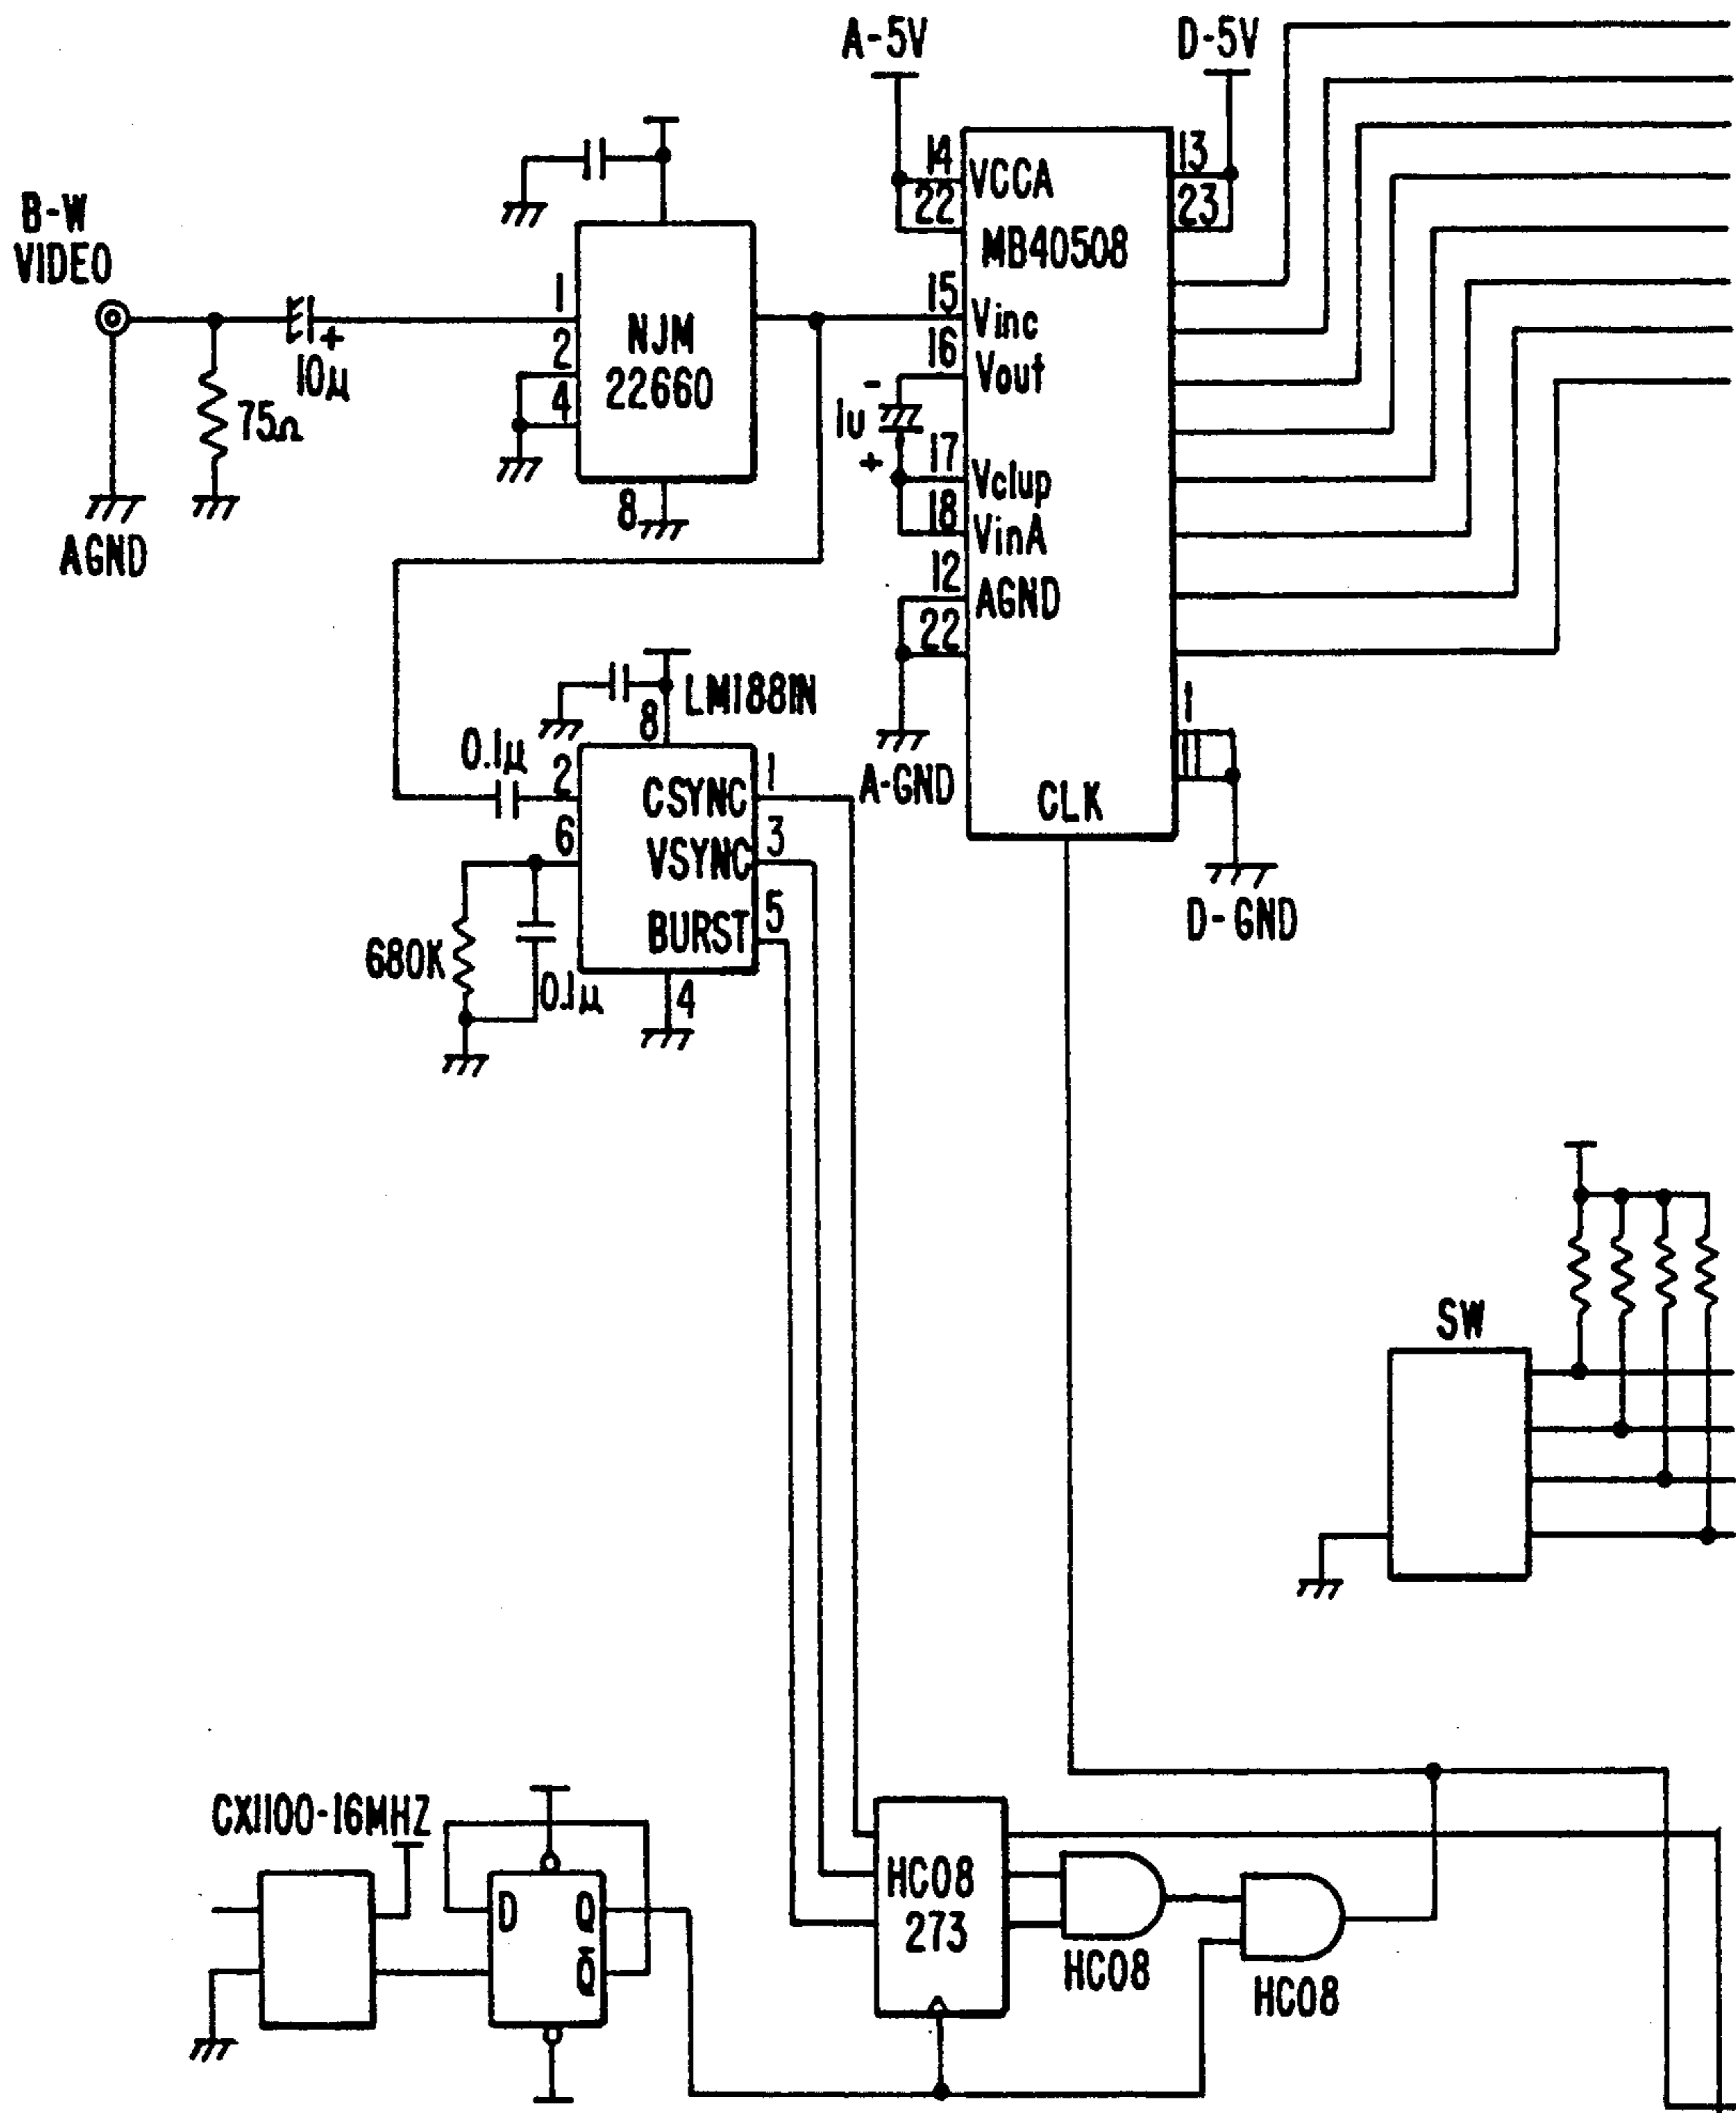 A-5V
D-5V
B-W
VIDEO
10μ
+
75Ω
AGND
1
2
4
8
NJM
22660
14
22
VCCA
MB40508
13
23
15
Vinc
16
Vout
-
1u
+
17
Vclup
18
VinA
12
AGND
22
A-GND
1
CLK
D-GND
LM1881N
8
0.1μ
2
6
CSYNC
1
VSYNC
3
BURST
5
680K
0.1μ
4
SW
CX1100-16MHZ
D
Q
Q̄
HC08
273
HC08
HC08